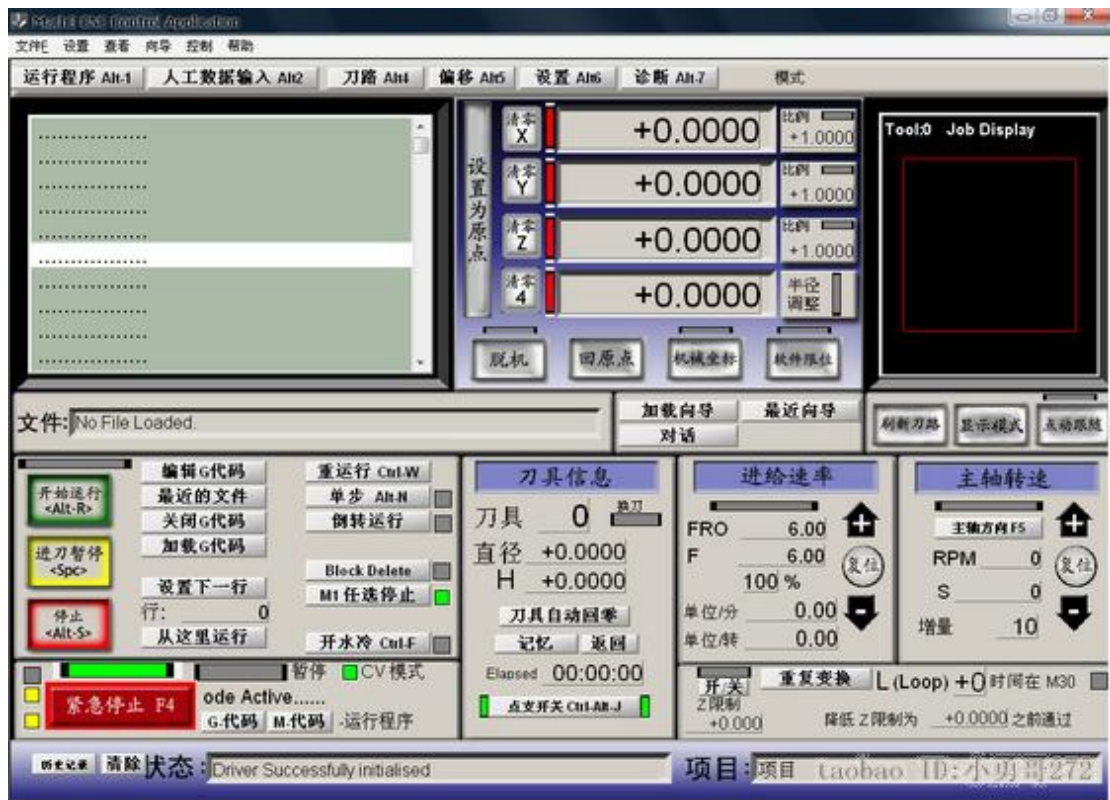 Mach3 CNC Control Application
文件E 设置 查看 向导 控制 帮助
运行程序 Alt-1 人工数据输入 Alt2 刀路 Alt4 偏移 Alt5 设置 Alt6 诊断 Alt-7 模式
设置为原点
清零 X +0.0000 比例 +1.0000
清零 Y +0.0000 比例 +1.0000
清零 Z +0.0000 比例 +1.0000
清零 4 +0.0000 半径调整
脱机 回原点 机械坐标 软件限位
Tool:0 Job Display
文件: No File Loaded.
加载向导 最近向导
对话
刷新刀路 显示模式 点动跟随
开始运行 <Alt-R>
进刀暂停 <Spc>
停止 <Alt-S>
编辑G代码 重运行 Ctrl-W
最近的文件 单步 Alt-N
关闭G代码 倒转运行
加载G代码
Block Delete
设置下一行 M1 任选停止
行: 0
从这里运行 开水冷 Ctrl-F
暂停 CV 模式
紧急停止 F4
ode Active......
G-代码 M-代码 -运行程序
刀具信息
刀具 0 换刀
直径 +0.0000
H +0.0000
刀具自动回零
记忆 返回
Elapsed 00:00:00
点支开关 Ctrl-Alt-J
进给速率
FRO 6.00
F 6.00
100 %
单位/分 0.00
单位/转 0.00
复位
主轴转速
主轴方向 F5
RPM 0
S 0
增量 10
复位
开/关 重复变换 L (Loop) +0 时间在 M30
Z限制
+0.000 降低 Z 限制为 +0.0000 之前通过
历史记录 清除 状态: Driver Successfully initialised
项目: 项目
taobao ID:小勇哥272